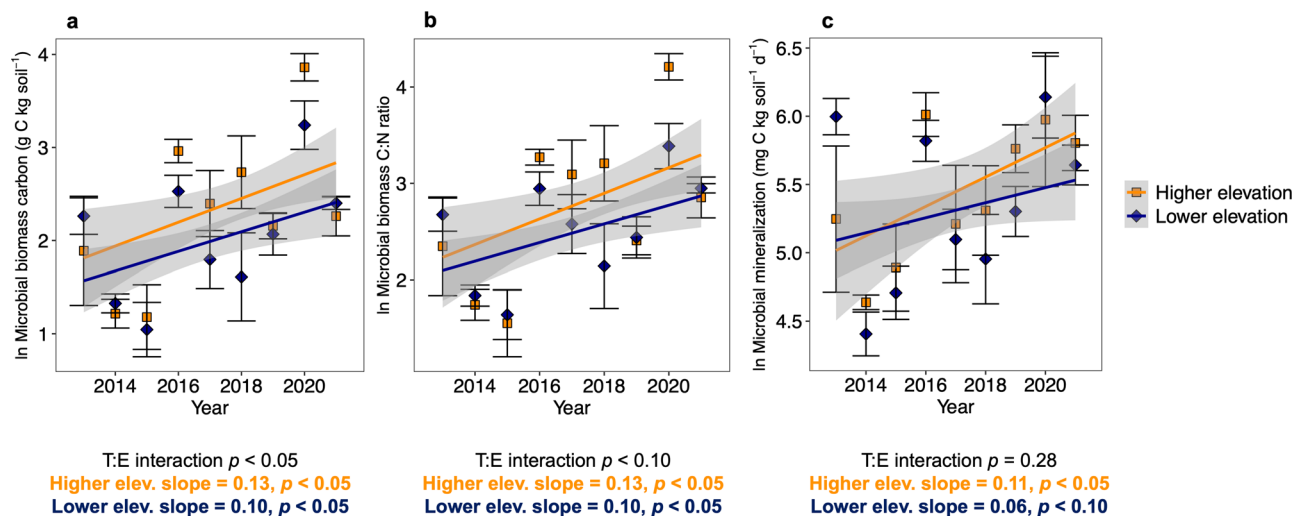 a
ln Microbial biomass carbon (g C kg soil⁻¹)
4
3
2
1
2014 2016 2018 2020
Year
T:E interaction p < 0.05
Higher elev. slope = 0.13, p < 0.05
Lower elev. slope = 0.10, p < 0.05
b
ln Microbial biomass C:N ratio
4
3
2
2014 2016 2018 2020
Year
T:E interaction p < 0.10
Higher elev. slope = 0.13, p < 0.05
Lower elev. slope = 0.10, p < 0.05
c
ln Microbial mineralization (mg C kg soil⁻¹ d⁻¹)
6.5
6.0
5.5
5.0
4.5
2014 2016 2018 2020
Year
T:E interaction p = 0.28
Higher elev. slope = 0.11, p < 0.05
Lower elev. slope = 0.06, p < 0.10
Higher elevation
Lower elevation